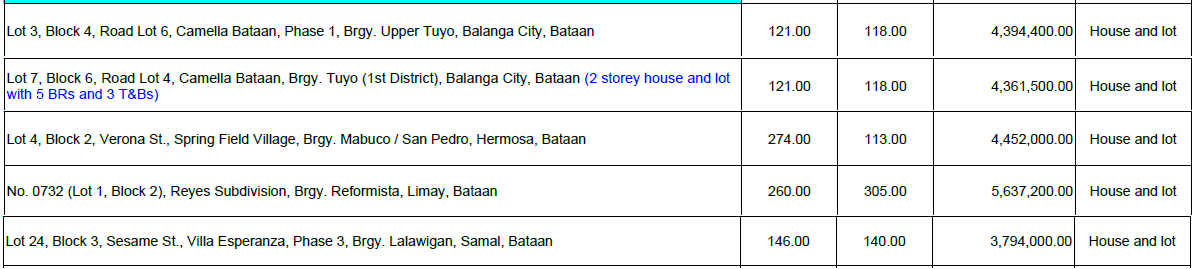 Lot 3, Block 4, Road Lot 6, Camella Bataan, Phase 1, Brgy. Upper Tuyo, Balanga City, Bataan 121.00 118.00 4,394,400.00 House and lot
Lot 7, Block 6, Road Lot 4, Camella Bataan, Brgy. Tuyo (1st District), Balanga City, Bataan (2 storey house and lot
with 5 BRs and 3 T&Bs) 121.00 118.00 4,361,500.00 House and lot
Lot 4, Block 2, Verona St., Spring Field Village, Brgy. Mabuco / San Pedro, Hermosa, Bataan 274.00 113.00 4,452,000.00 House and lot
No. 0732 (Lot 1, Block 2), Reyes Subdivision, Brgy. Reformista, Limay, Bataan 260.00 305.00 5,637,200.00 House and lot
Lot 24, Block 3, Sesame St., Villa Esperanza, Phase 3, Brgy. Lalawigan, Samal, Bataan 146.00 140.00 3,794,000.00 House and lot